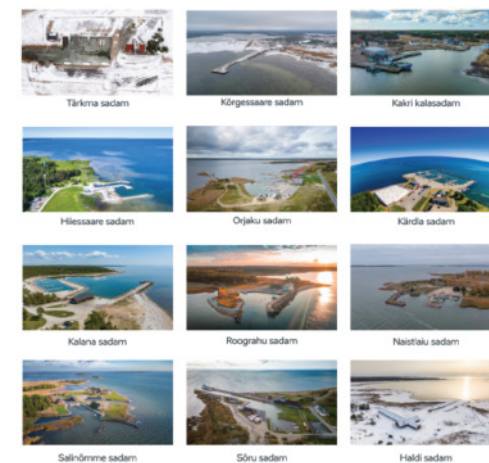 Tärkma sadam
Kõrgessaare sadam
Kakri kalasadam
Hiiessaare sadam
Orjaku sadam
Kärdla sadam
Kalana sadam
Roograhu sadam
Naistlaiu sadam
Salinõmme sadam
Sõru sadam
Haldi sadam